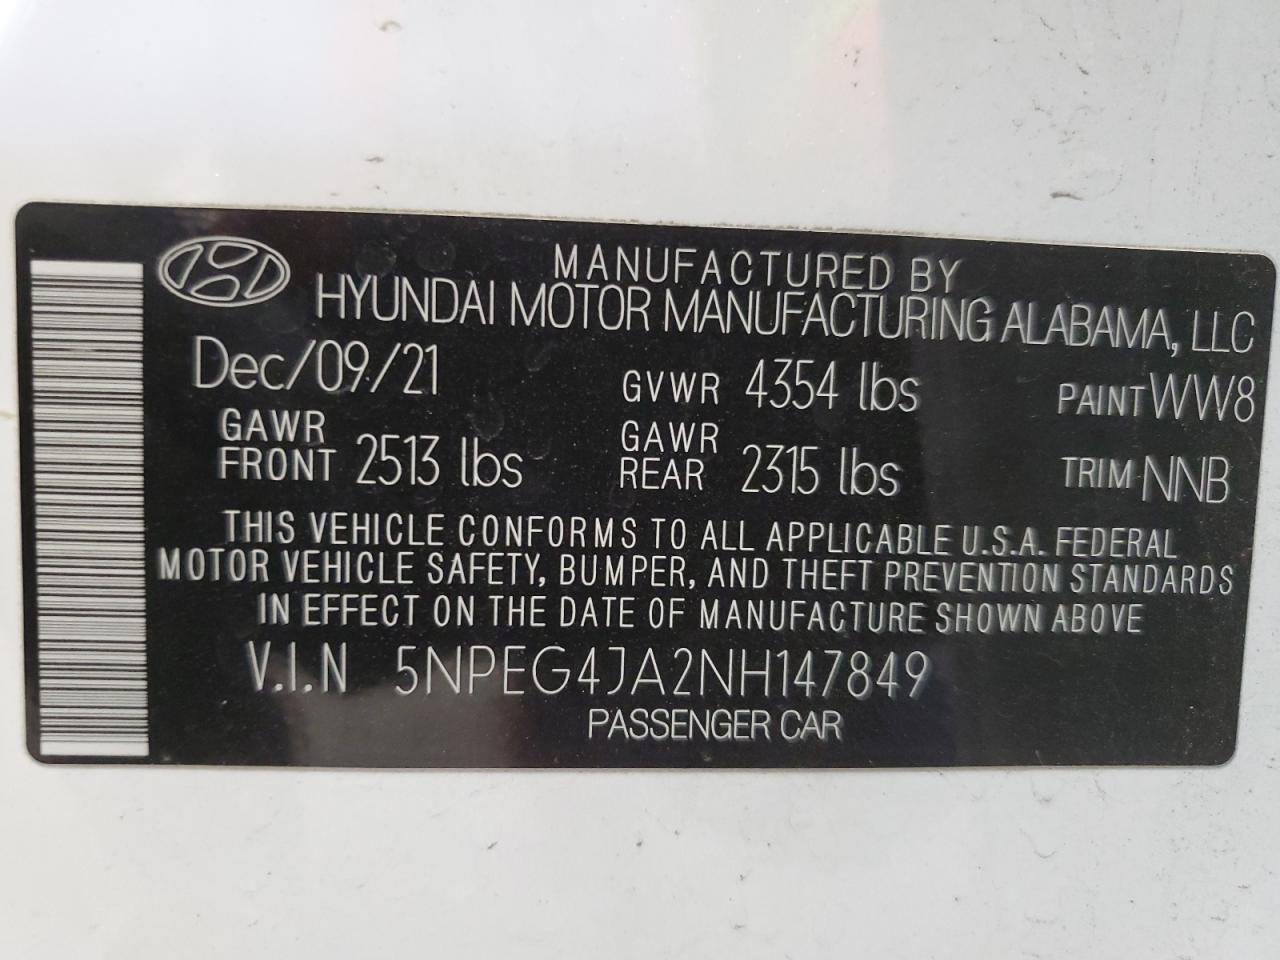 MANUFACTURED BY
HYUNDAI MOTOR MANUFACTURING ALABAMA, LLC
Dec/09/21 GVWR 4354 lbs PAINT WW8
GAWR FRONT 2513 lbs GAWR REAR 2315 lbs TRIM NNB
THIS VEHICLE CONFORMS TO ALL APPLICABLE U.S.A. FEDERAL
MOTOR VEHICLE SAFETY, BUMPER, AND THEFT PREVENTION STANDARDS
IN EFFECT ON THE DATE OF MANUFACTURE SHOWN ABOVE
V.I.N 5NPEG4JA2NH147849
PASSENGER CAR